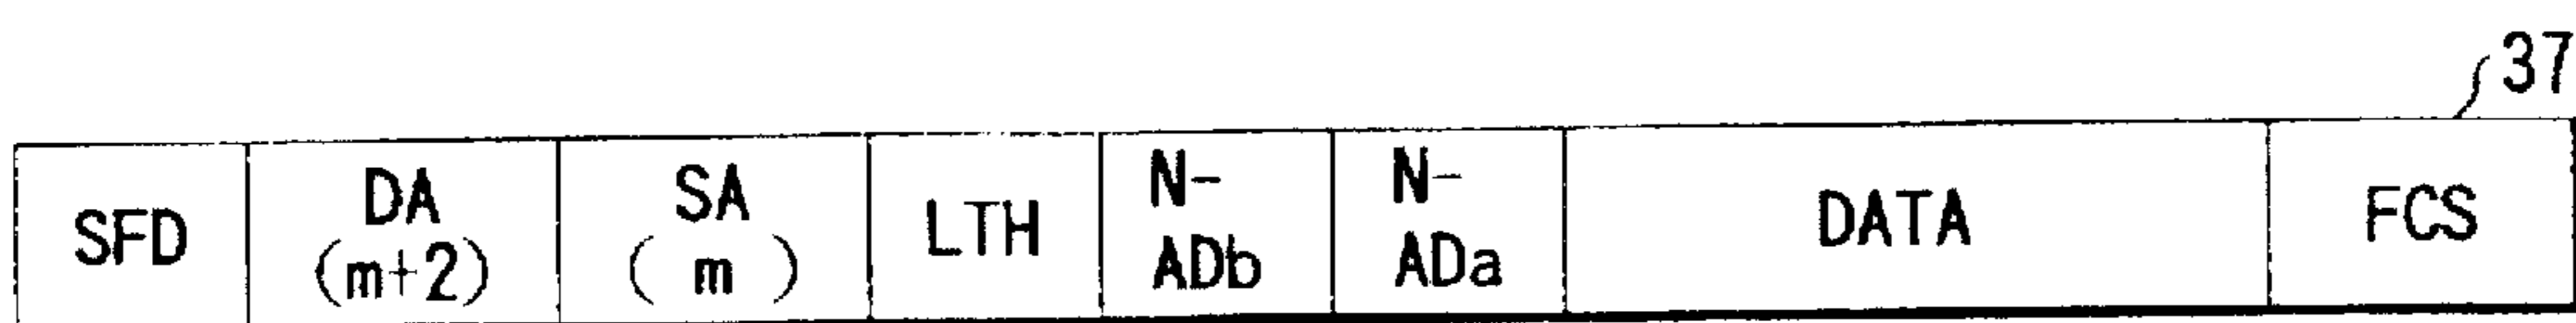 37
SFD
DA
(m+2)
SA
( m )
LTH
N-
ADb
N-
ADa
DATA
FCS